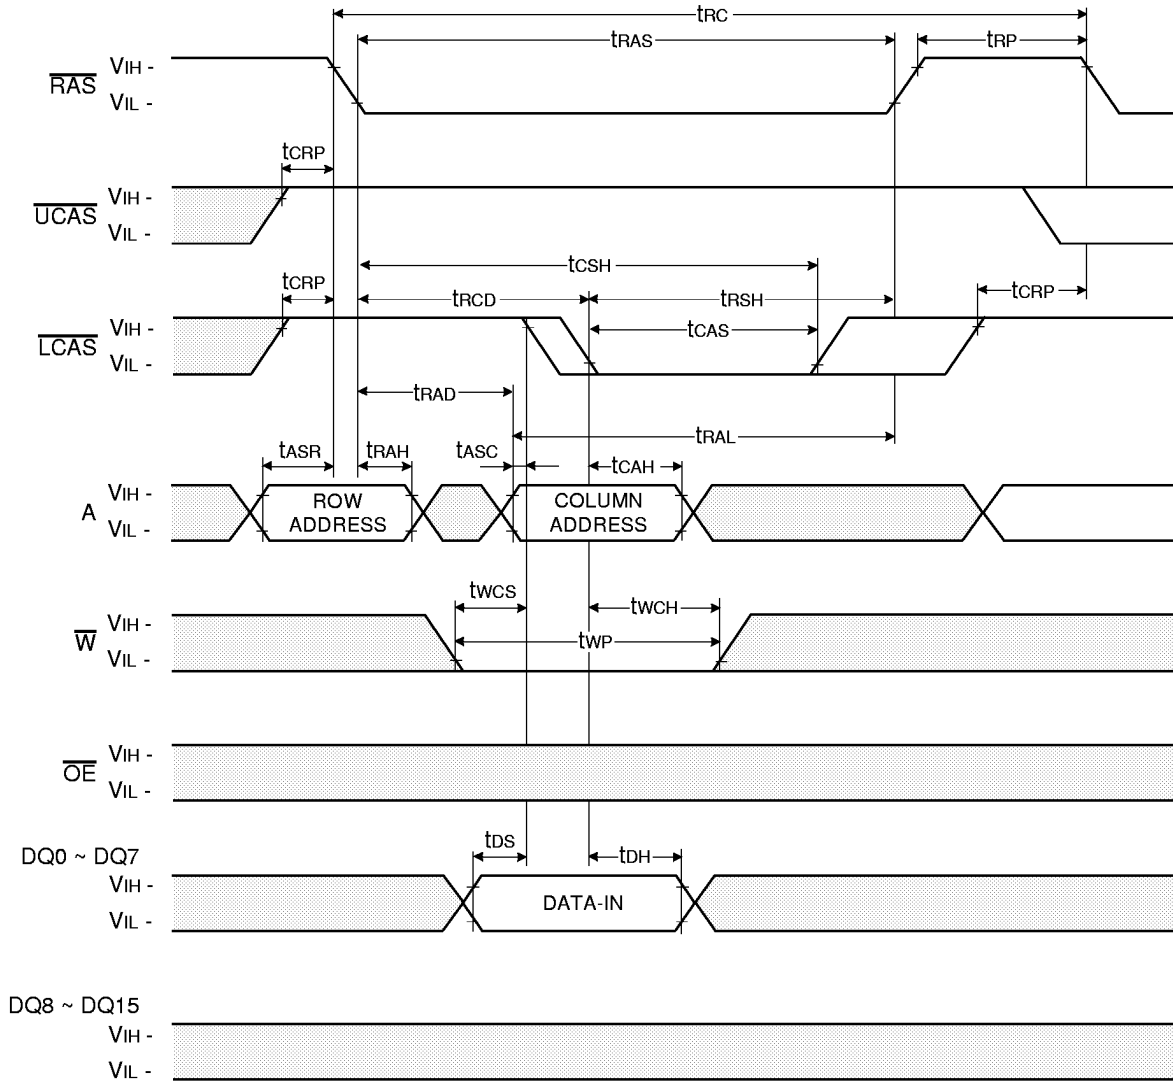 tRC
tRAS
tRP
RAS
VIH -
VIL -
tCRP
UCAS
VIH -
VIL -
tCSH
tCRP
tRCD
tRSH
tCRP
LCAS
VIH -
VIL -
tCAS
tRAD
tRAL
tASR
tRAH
tASC
tCAH
A
VIH -
VIL -
ROW
ADDRESS
COLUMN
ADDRESS
tWCS
tWCH
W
VIH -
VIL -
tWP
OE
VIH -
VIL -
tDS
tDH
DQ0 ~ DQ7
VIH -
VIL -
DATA-IN
DQ8 ~ DQ15
VIH -
VIL -